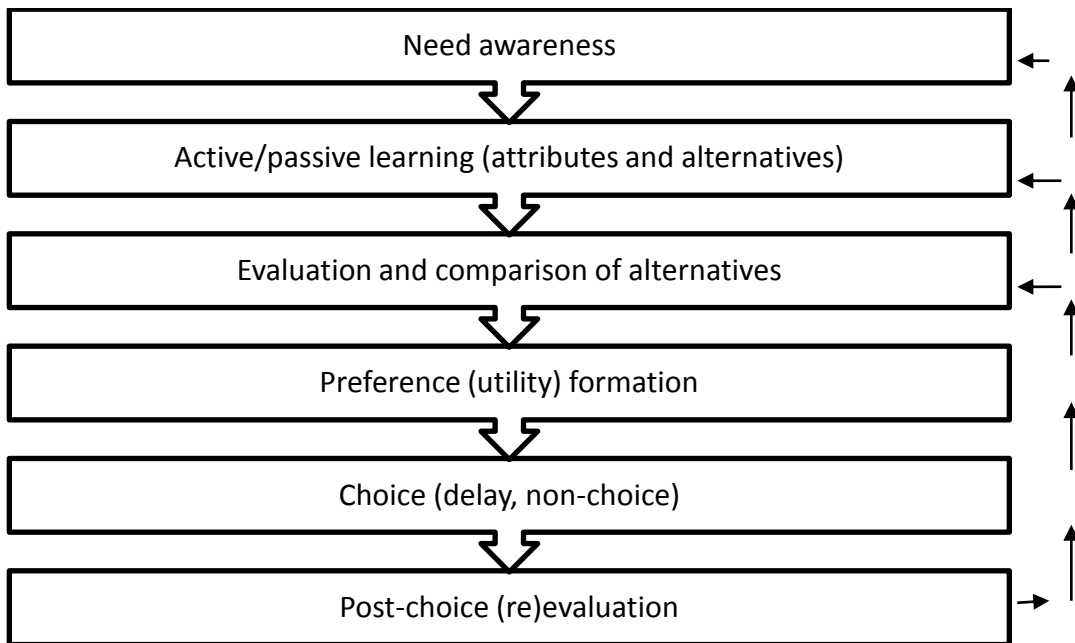 Need awareness
Active/passive learning (attributes and alternatives)
Evaluation and comparison of alternatives
Preference (utility) formation
Choice (delay, non-choice)
Post-choice (re)evaluation